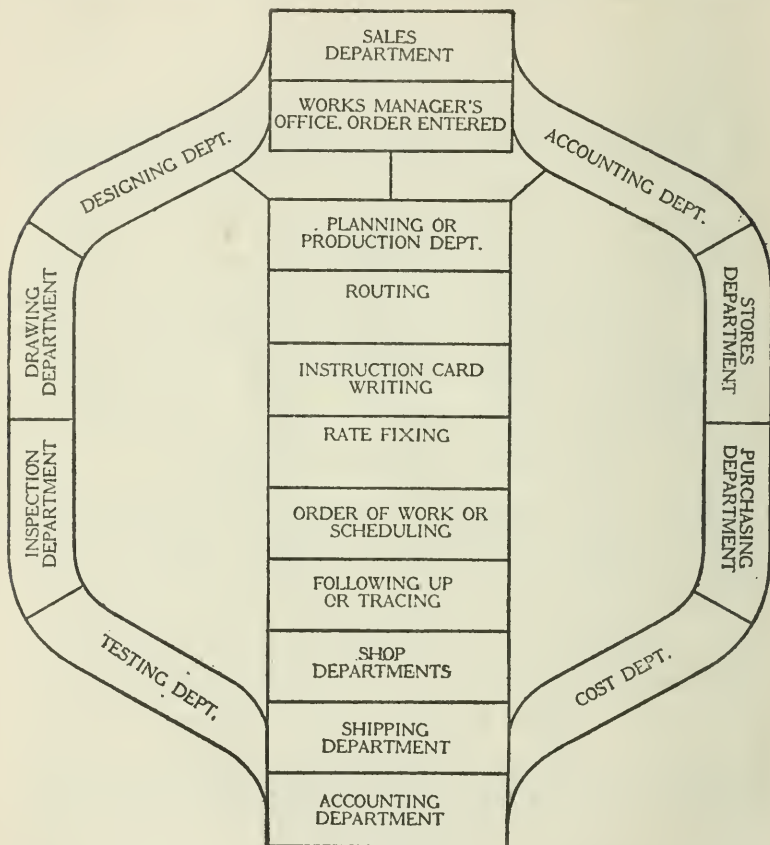 SALES
DEPARTMENT
WORKS MANAGER'S
OFFICE. ORDER ENTERED
DESIGNING DEPT.
ACCOUNTING DEPT.
PLANNING OR
PRODUCTION DEPT.
ROUTING
DRAWING
DEPARTMENT
STORES
DEPARTMENT
INSTRUCTION CARD
WRITING
RATE FIXING
INSPECTION
DEPARTMENT
PURCHASING
DEPARTMENT
ORDER OF WORK OR
SCHEDULING
FOLLOWING UP
OR TRACING
TESTING DEPT.
COST DEPT.
SHOP
DEPARTMENTS
SHIPPING
DEPARTMENT
ACCOUNTING
DEPARTMENT